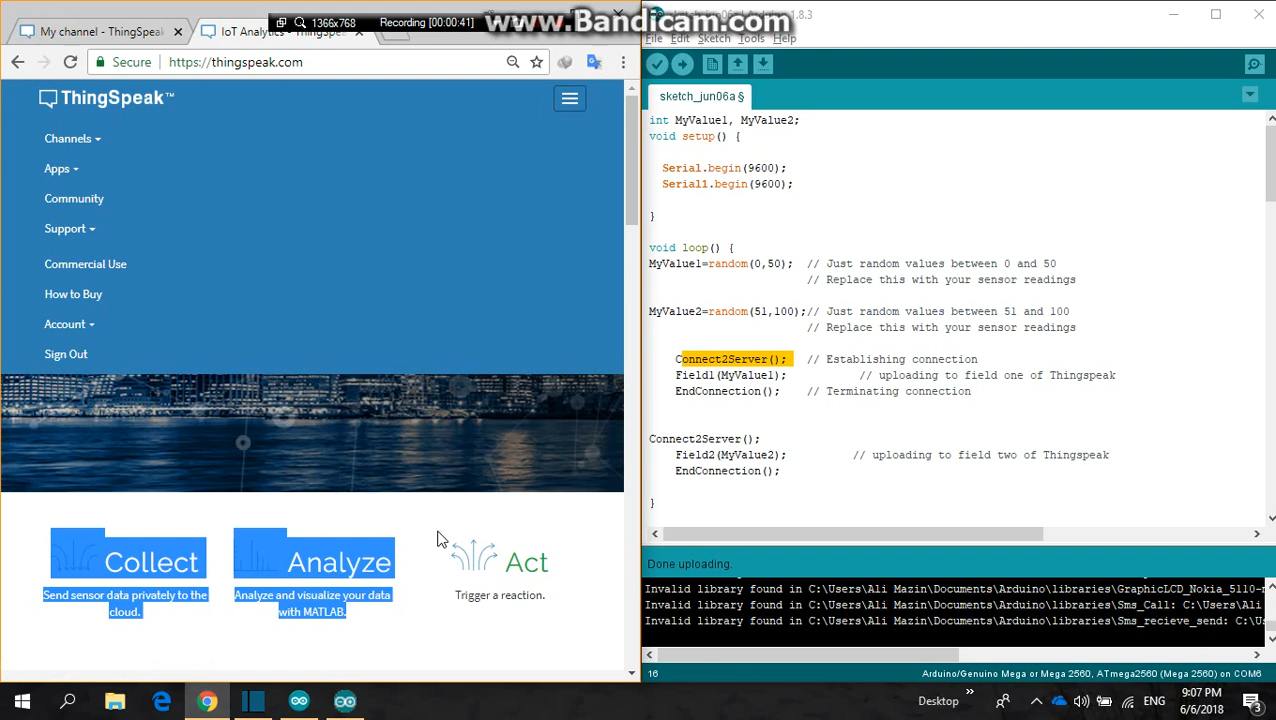 1366x768
Recording [00:00:41]
www.Bandicam.com
1.8.3
My channel - ThingSpeak
IoT Analytics - ThingSpeak
Secure
https://thingspeak.com
File Edit Sketch Tools Help
sketch_jun06a §
ThingSpeak™
Channels
Apps
Community
Support
Commercial Use
How to Buy
Account
Sign Out
Collect
Send sensor data privately to the
cloud.
Analyze
Analyze and visualize your data
with MATLAB.
Act
Trigger a reaction.
int MyValue1, MyValue2;
void setup() {
Serial.begin(9600);
Serial1.begin(9600);
}
void loop() {
MyValue1=random(0,50); // Just random values between 0 and 50
// Replace this with your sensor readings
MyValue2=random(51,100);// Just random values between 51 and 100
// Replace this with your sensor readings
Connect2Server(); // Establishing connection
Field1(MyValue1); // uploading to field one of Thingspeak
EndConnection(); // Terminating connection
Connect2Server();
Field2(MyValue2); // uploading to field two of Thingspeak
EndConnection();
}
Done uploading.
Invalid library found in C:\Users\Ali Mazin\Documents\Arduino\libraries\GraphicLCD_Nokia_5110-
Invalid library found in C:\Users\Ali Mazin\Documents\Arduino\libraries\Sms_Call: C:\Users\Ali
Invalid library found in C:\Users\Ali Mazin\Documents\Arduino\libraries\Sms_recieve_send: C:\Us
16
Arduino/Genuino Mega or Mega 2560, ATmega2560 (Mega 2560) on COM6
Desktop
ENG
9:07 PM
6/6/2018
3